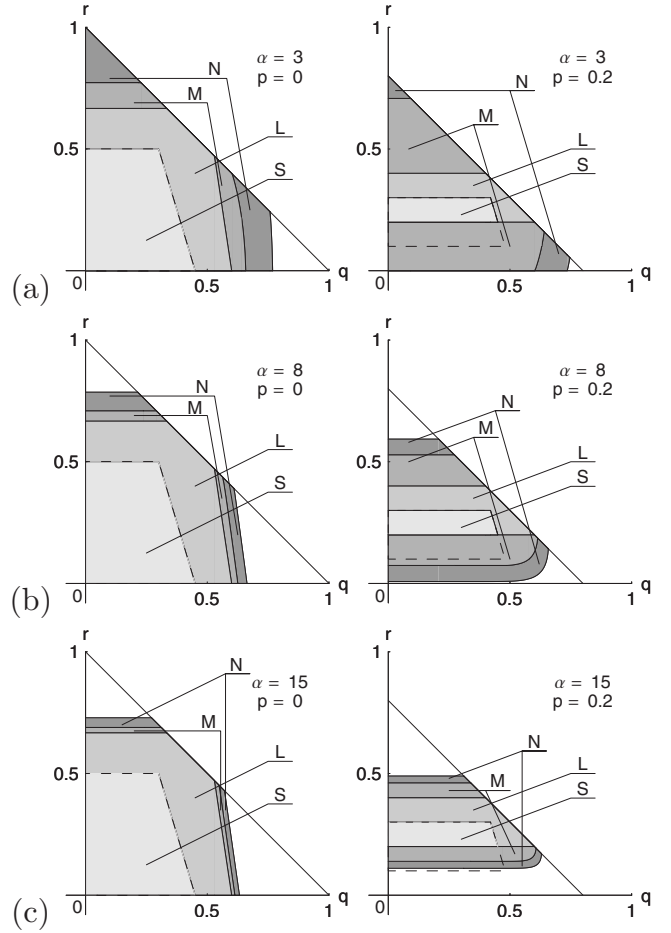 r
r
1
1
α = 3
p = 0
N
M
L
S
0.5
0
0.5
1
q
α = 3
p = 0.2
N
M
L
S
0.5
0
0.5
1
q
(a)
r
r
1
1
α = 8
p = 0
N
M
L
S
0.5
0
0.5
1
q
α = 8
p = 0.2
N
M
L
S
0.5
0
0.5
1
q
(b)
r
r
1
1
N
α = 15
p = 0
M
L
S
0.5
0
0.5
1
q
α = 15
p = 0.2
N
M
L
S
0.5
0
0.5
1
q
(c)